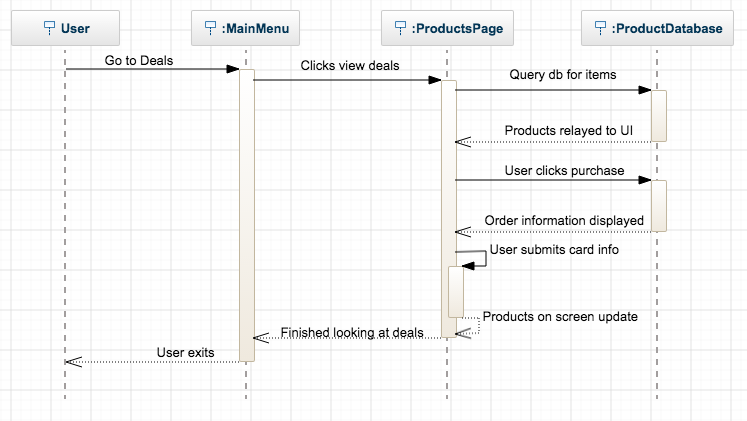 User
:MainMenu
:ProductsPage
:ProductDatabase
Go to Deals
Clicks view deals
Query db for items
Products relayed to UI
User clicks purchase
Order information displayed
User submits card info
Products on screen update
Finished looking at deals
User exits